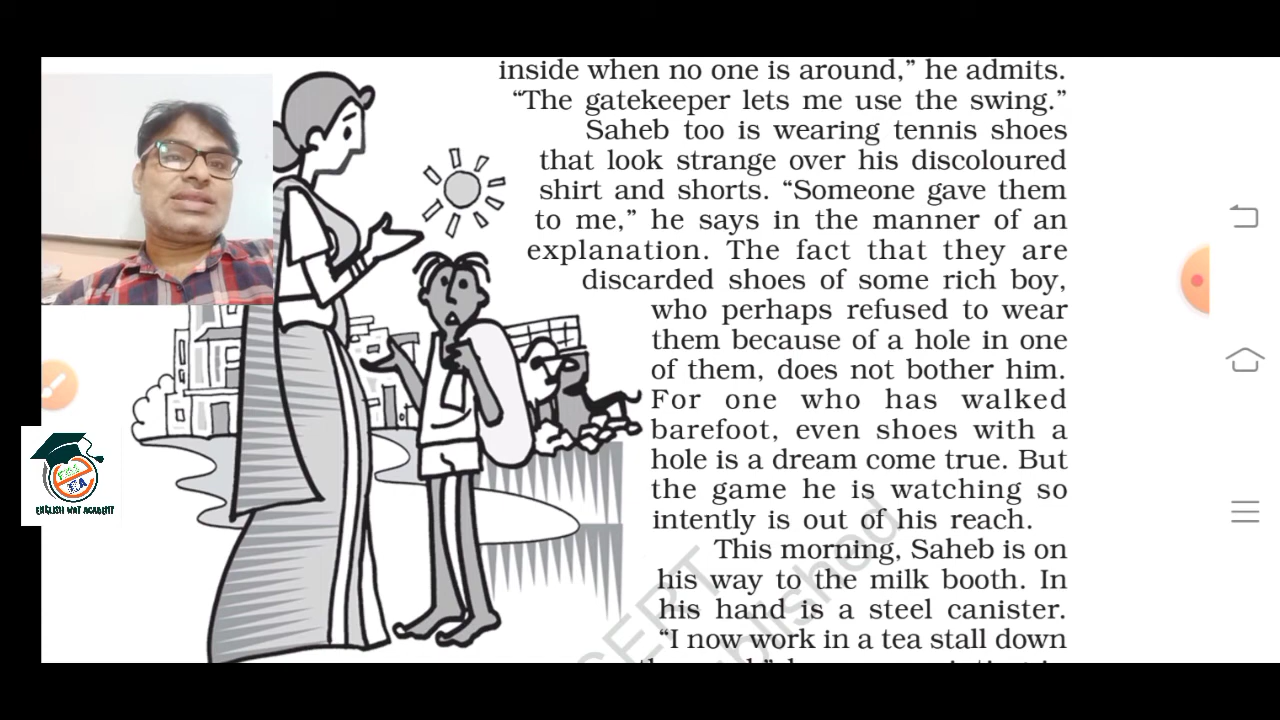 inside when no one is around,” he admits.
“The gatekeeper lets me use the swing.”
Saheb too is wearing tennis shoes
that look strange over his discoloured
shirt and shorts. “Someone gave them
to me,” he says in the manner of an
explanation. The fact that they are
discarded shoes of some rich boy,
who perhaps refused to wear
them because of a hole in one
of them, does not bother him.
For one who has walked
barefoot, even shoes with a
hole is a dream come true. But
the game he is watching so
intently is out of his reach.
This morning, Saheb is on
his way to the milk booth. In
his hand is a steel canister.
“I now work in a tea stall down
ENGLISH WAY ACADEMY